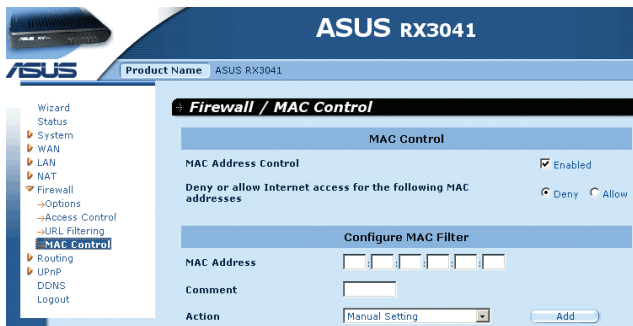 ASUS RX3041
ASUS
Product Name ASUS RX3041
Wizard
Status
System
WAN
LAN
NAT
Firewall
→Options
→Access Control
→URL Filtering
→MAC Control
Routing
UPnP
DDNS
Logout
Firewall / MAC Control
MAC Control
MAC Address Control Enabled
Deny or allow Internet access for the following MAC
addresses Deny Allow
Configure MAC Filter
MAC Address : : : : :
Comment
Action Manual Setting Add